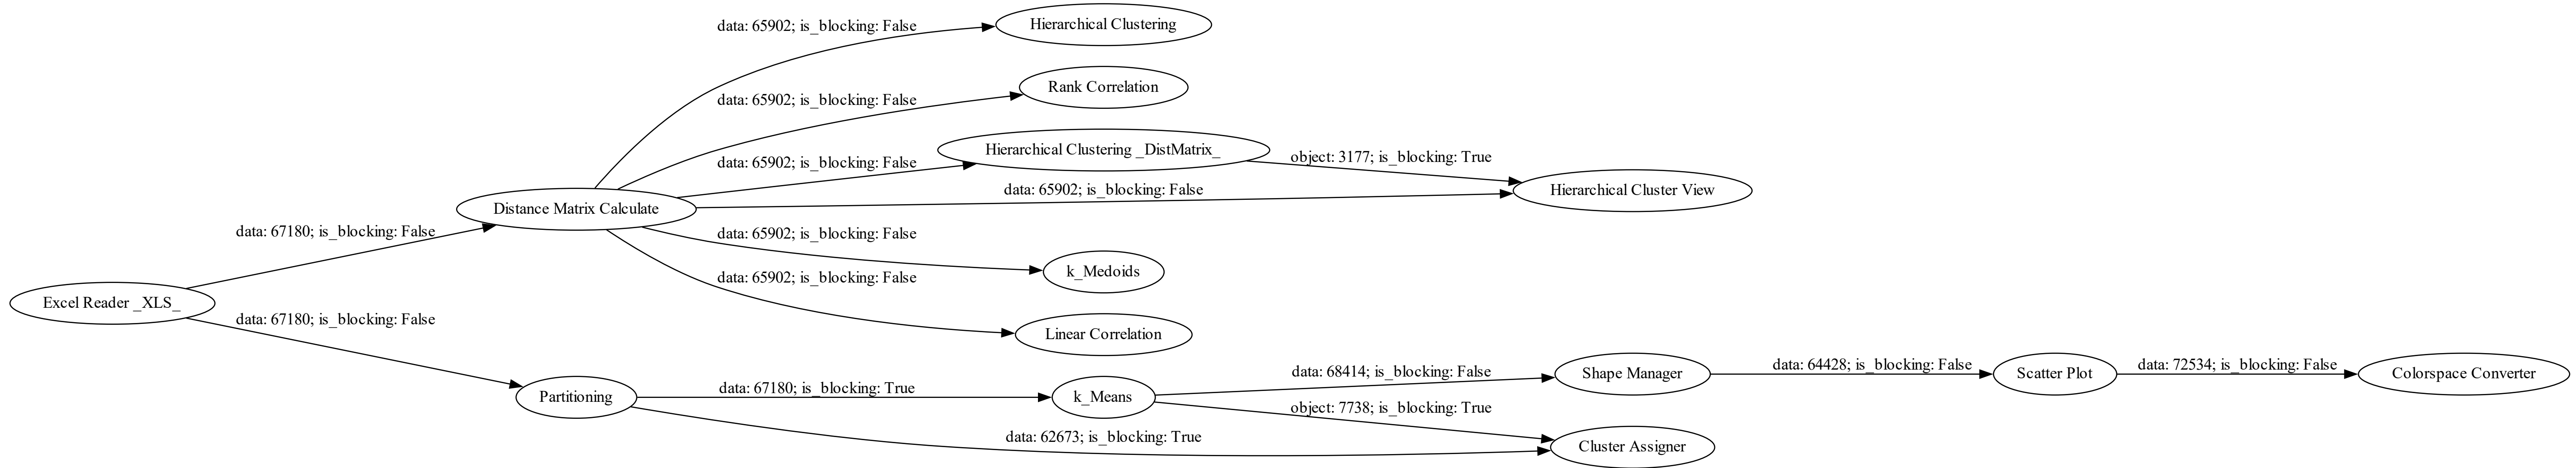 data: 65902; is_blocking: False
Hierarchical Clustering
data: 65902; is_blocking: False
Rank Correlation
data: 65902; is_blocking: False
Hierarchical Clustering _DistMatrix_
object: 3177; is_blocking: True
data: 65902; is_blocking: False
Hierarchical Cluster View
Distance Matrix Calculate
data: 67180; is_blocking: False
data: 65902; is_blocking: False
k_Medoids
data: 65902; is_blocking: False
Excel Reader _XLS_
data: 67180; is_blocking: False
Linear Correlation
Partitioning
data: 67180; is_blocking: True
k_Means
data: 68414; is_blocking: False
Shape Manager
data: 64428; is_blocking: False
Scatter Plot
data: 72534; is_blocking: False
Colorspace Converter
object: 7738; is_blocking: True
data: 62673; is_blocking: True
Cluster Assigner